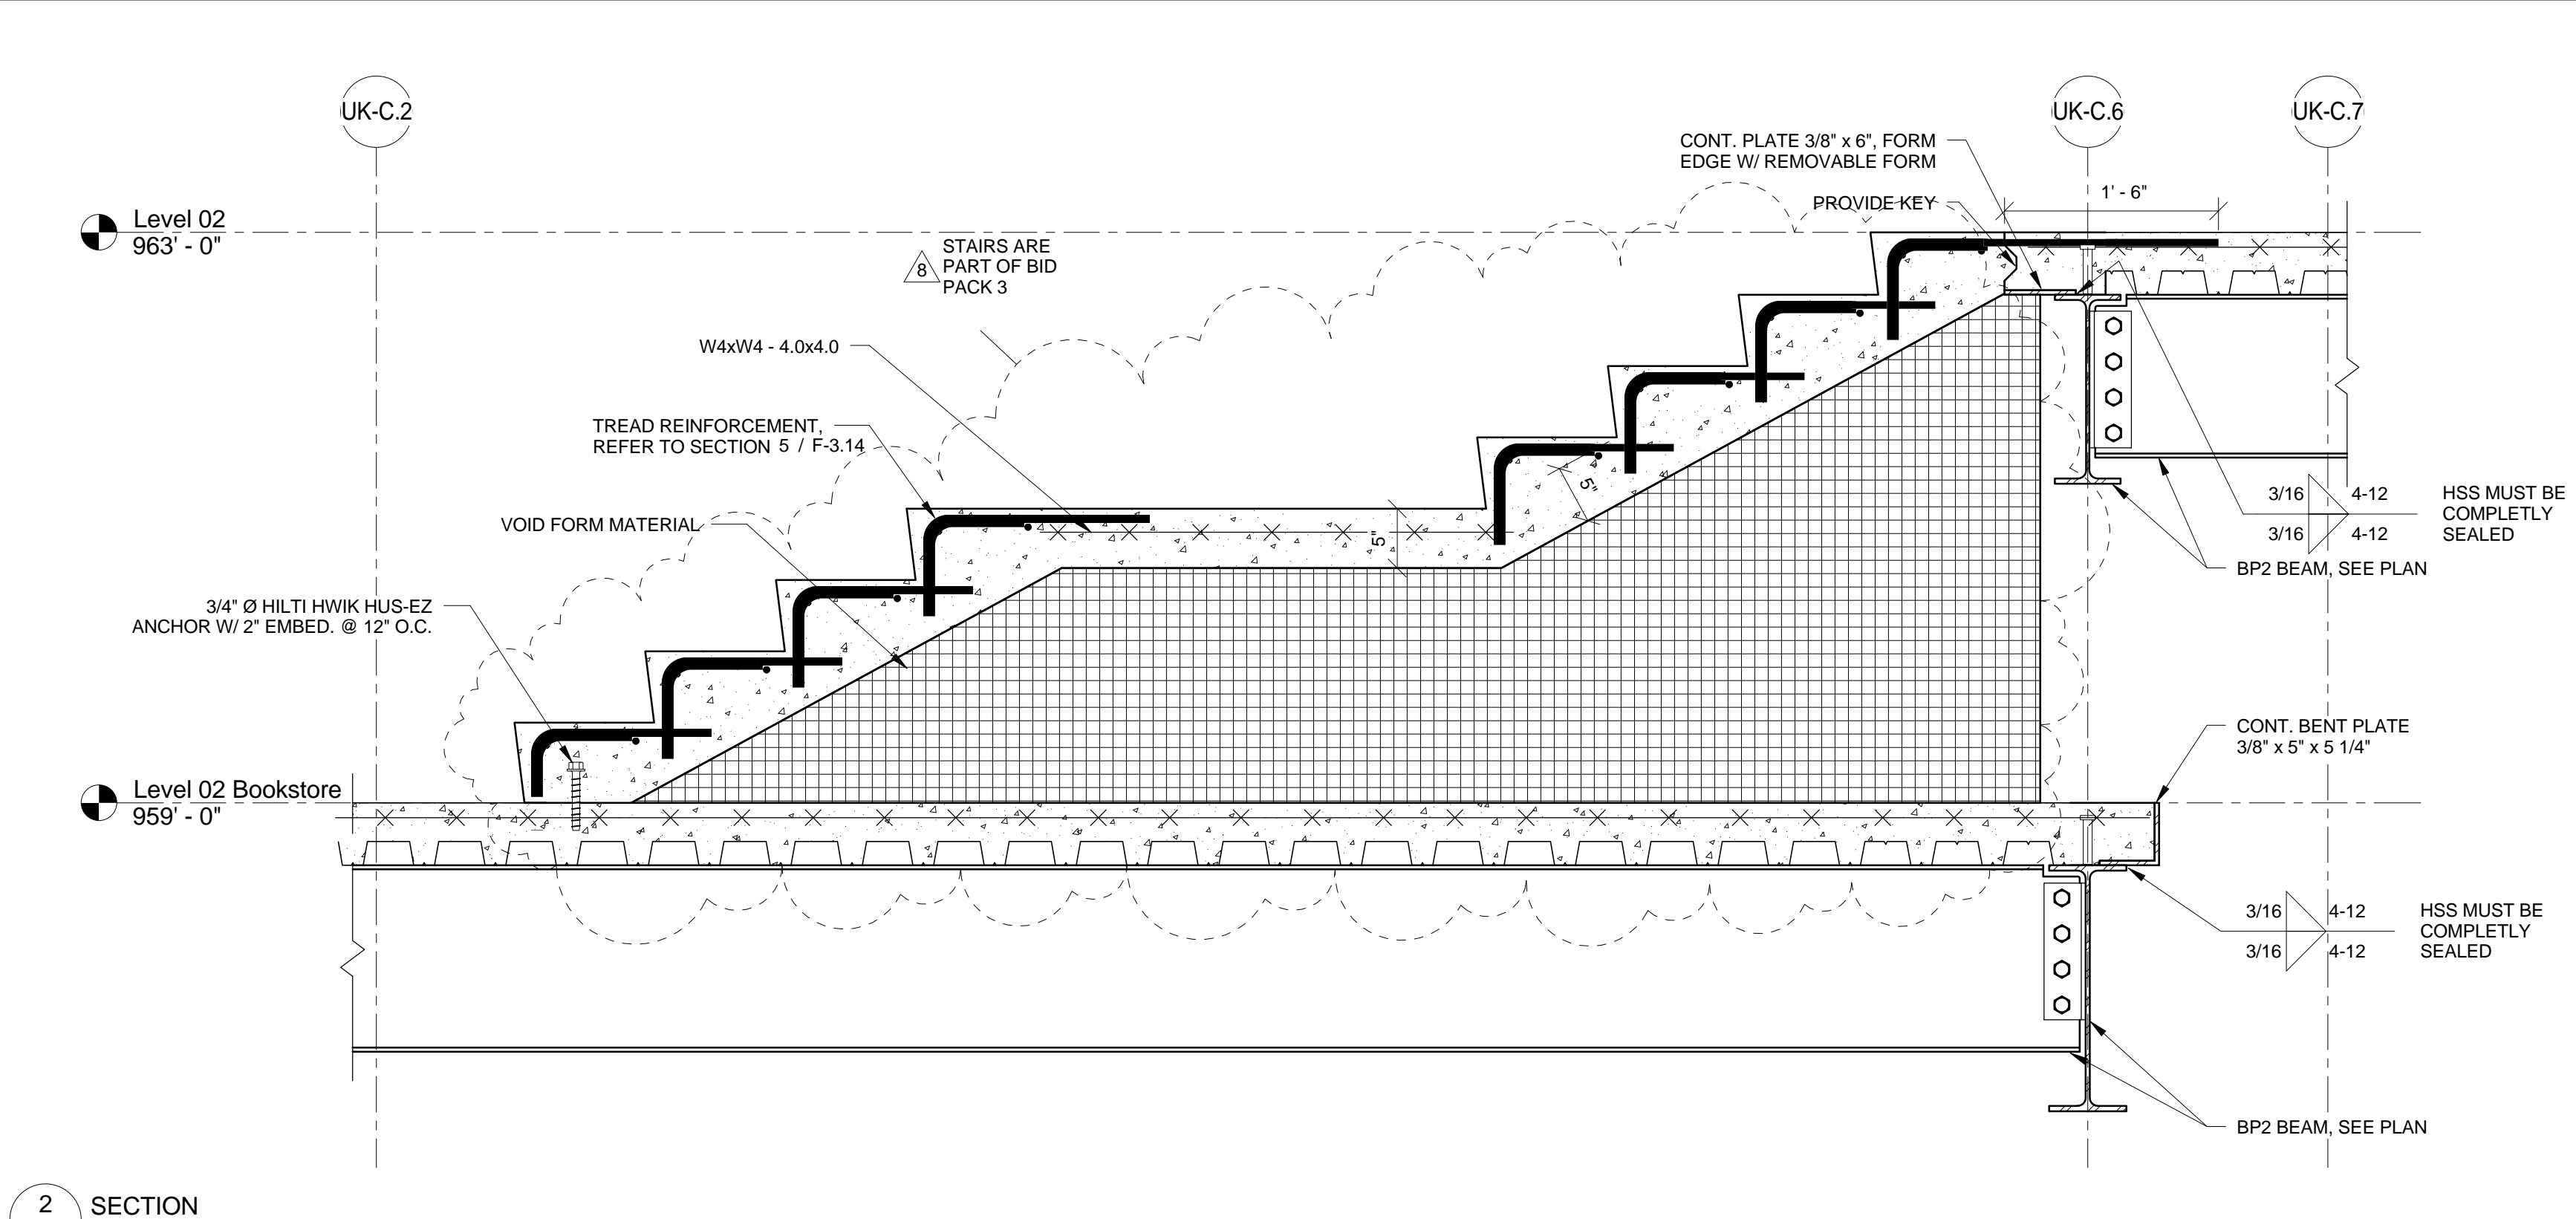 UK-C.2
UK-C.6
UK-C.7
CONT. PLATE 3/8" x 6", FORM
EDGE W/ REMOVABLE FORM
1' - 6"
PROVIDE KEY
Level 02
963' - 0"
8
STAIRS ARE
PART OF BID
PACK 3
W4xW4 - 4.0x4.0
TREAD REINFORCEMENT,
REFER TO SECTION 5 / F-3.14
VOID FORM MATERIAL
5"
5"
3/16 4-12
3/16 4-12
HSS MUST BE
COMPLETLY
SEALED
BP2 BEAM, SEE PLAN
3/4" Ø HILTI HWIK HUS-EZ
ANCHOR W/ 2" EMBED. @ 12" O.C.
CONT. BENT PLATE
3/8" x 5" x 5 1/4"
Level 02 Bookstore
959' - 0"
3/16 4-12
3/16 4-12
HSS MUST BE
COMPLETLY
SEALED
BP2 BEAM, SEE PLAN
2 SECTION